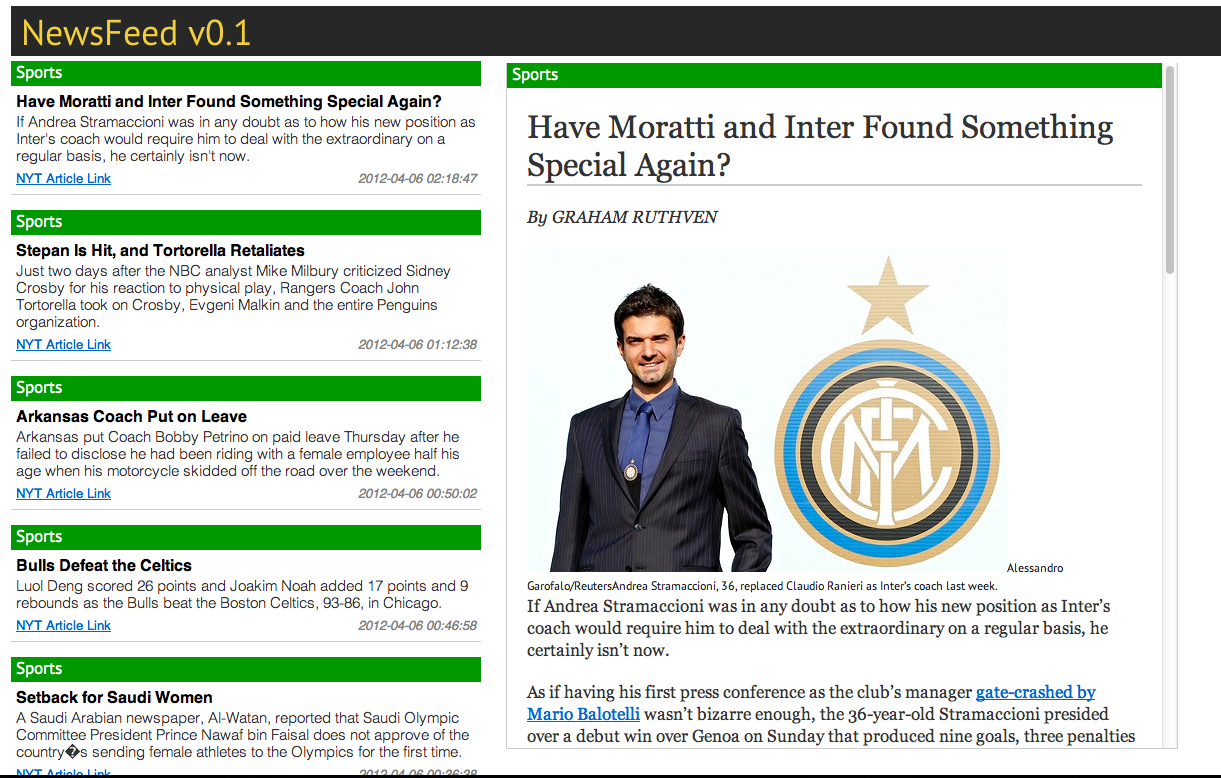 NewsFeed v0.1
Sports
Have Moratti and Inter Found Something Special Again?
If Andrea Stramaccioni was in any doubt as to how his new position as
Inter's coach would require him to deal with the extraordinary on a
regular basis, he certainly isn't now.
NYT Article Link 2012-04-06 02:18:47
Sports
Stepan Is Hit, and Tortorella Retaliates
Just two days after the NBC analyst Mike Milbury criticized Sidney
Crosby for his reaction to physical play, Rangers Coach John
Tortorella took on Crosby, Evgeni Malkin and the entire Penguins
organization.
NYT Article Link 2012-04-06 01:12:38
Sports
Arkansas Coach Put on Leave
Arkansas put Coach Bobby Petrino on paid leave Thursday after he
failed to disclose he had been riding with a female employee half his
age when his motorcycle skidded off the road over the weekend.
NYT Article Link 2012-04-06 00:50:02
Sports
Bulls Defeat the Celtics
Luol Deng scored 26 points and Joakim Noah added 17 points and 9
rebounds as the Bulls beat the Boston Celtics, 93-86, in Chicago.
NYT Article Link 2012-04-06 00:46:58
Sports
Setback for Saudi Women
A Saudi Arabian newspaper, Al-Watan, reported that Saudi Olympic
Committee President Prince Nawaf bin Faisal does not approve of the
country�s sending female athletes to the Olympics for the first time.
NYT Article Link 2012-04-06 00:36:38
Sports
Have Moratti and Inter Found Something
Special Again?
By GRAHAM RUTHVEN
Alessandro
Garofalo/ReutersAndrea Stramaccioni, 36, replaced Claudio Ranieri as Inter's coach last week.
If Andrea Stramaccioni was in any doubt as to how his new position as Inter’s
coach would require him to deal with the extraordinary on a regular basis, he
certainly isn’t now.
As if having his first press conference as the club’s manager gate-crashed by
Mario Balotelli wasn’t bizarre enough, the 36-year-old Stramaccioni presided
over a debut win over Genoa on Sunday that produced nine goals, three penalties